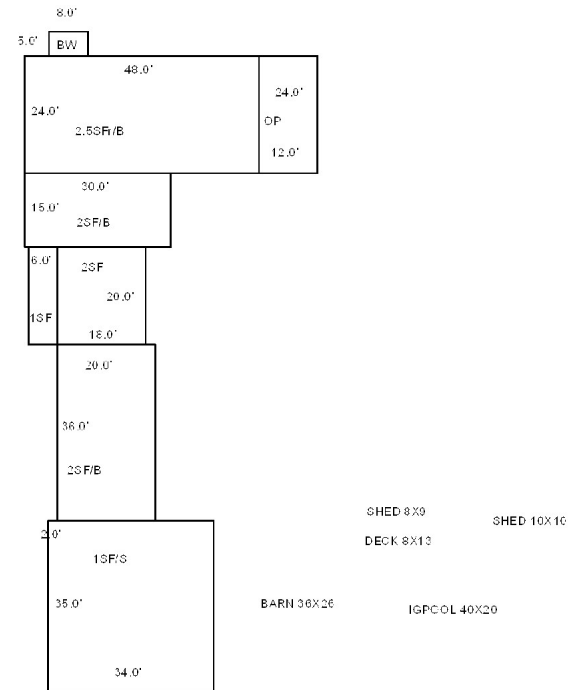 8.0'
5.0' BW
48.0'
24.0'
24.0'
OP
2.5SFr/B
12.0'
30.0'
15.0'
2SF/B
6.0' 2SF
20.0'
1SF
18.0'
20.0'
36.0'
2SF/B
SHED 8X9
SHED 10X10
2.0'
DECK 8X13
1SF/S
35.0'
BARN 36X26
IGPOOL 40X20
34.0'